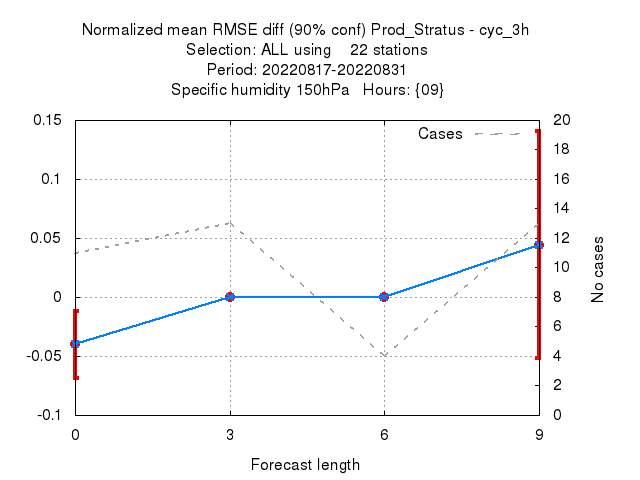 Normalized mean RMSE diff (90% conf) Prod_Stratus - cyc_3h
Selection: ALL using 22 stations
Period: 20220817-20220831
Specific humidity 150hPa Hours: {09}
0.15
0.1
0.05
0
-0.05
-0.1
20
18
16
14
12
10
8
6
4
2
0
Cases
No cases
0 3 6 9
Forecast length